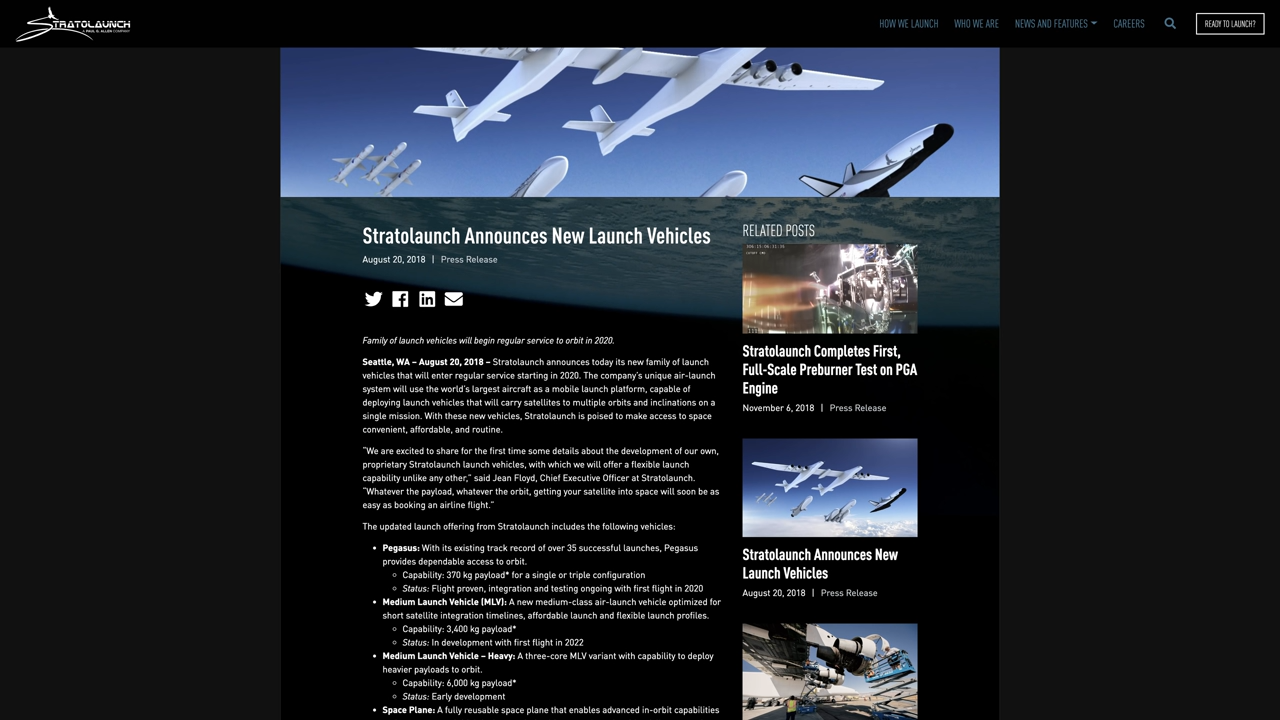 STRATOLAUNCH
A PAUL G. ALLEN COMPANY
HOW WE LAUNCH
WHO WE ARE
NEWS AND FEATURES
CAREERS
READY TO LAUNCH?
Stratolaunch Announces New Launch Vehicles
August 20, 2018 | Press Release
Family of launch vehicles will begin regular service to orbit in 2020.
Seattle, WA – August 20, 2018 – Stratolaunch announces today its new family of launch
vehicles that will enter regular service starting in 2020. The company's unique air-launch
system will use the world's largest aircraft as a mobile launch platform, capable of
deploying launch vehicles that will carry satellites to multiple orbits and inclinations on a
single mission. With these new vehicles, Stratolaunch is poised to make access to space
convenient, affordable, and routine.
"We are excited to share for the first time some details about the development of our own,
proprietary Stratolaunch launch vehicles, with which we will offer a flexible launch
capability unlike any other," said Jean Floyd, Chief Executive Officer at Stratolaunch.
"Whatever the payload, whatever the orbit, getting your satellite into space will soon be as
easy as booking an airline flight."
The updated launch offering from Stratolaunch includes the following vehicles:
• Pegasus: With its existing track record of over 35 successful launches, Pegasus
provides dependable access to orbit.
○ Capability: 370 kg payload* for a single or triple configuration
○ Status: Flight proven, integration and testing ongoing with first flight in 2020
• Medium Launch Vehicle (MLV): A new medium-class air-launch vehicle optimized for
short satellite integration timelines, affordable launch and flexible launch profiles.
○ Capability: 3,400 kg payload*
○ Status: In development with first flight in 2022
• Medium Launch Vehicle – Heavy: A three-core MLV variant with capability to deploy
heavier payloads to orbit.
○ Capability: 6,000 kg payload*
○ Status: Early development
• Space Plane: A fully reusable space plane that enables advanced in-orbit capabilities
RELATED POSTS
Stratolaunch Completes First,
Full-Scale Preburner Test on PGA
Engine
November 6, 2018 | Press Release
Stratolaunch Announces New
Launch Vehicles
August 20, 2018 | Press Release